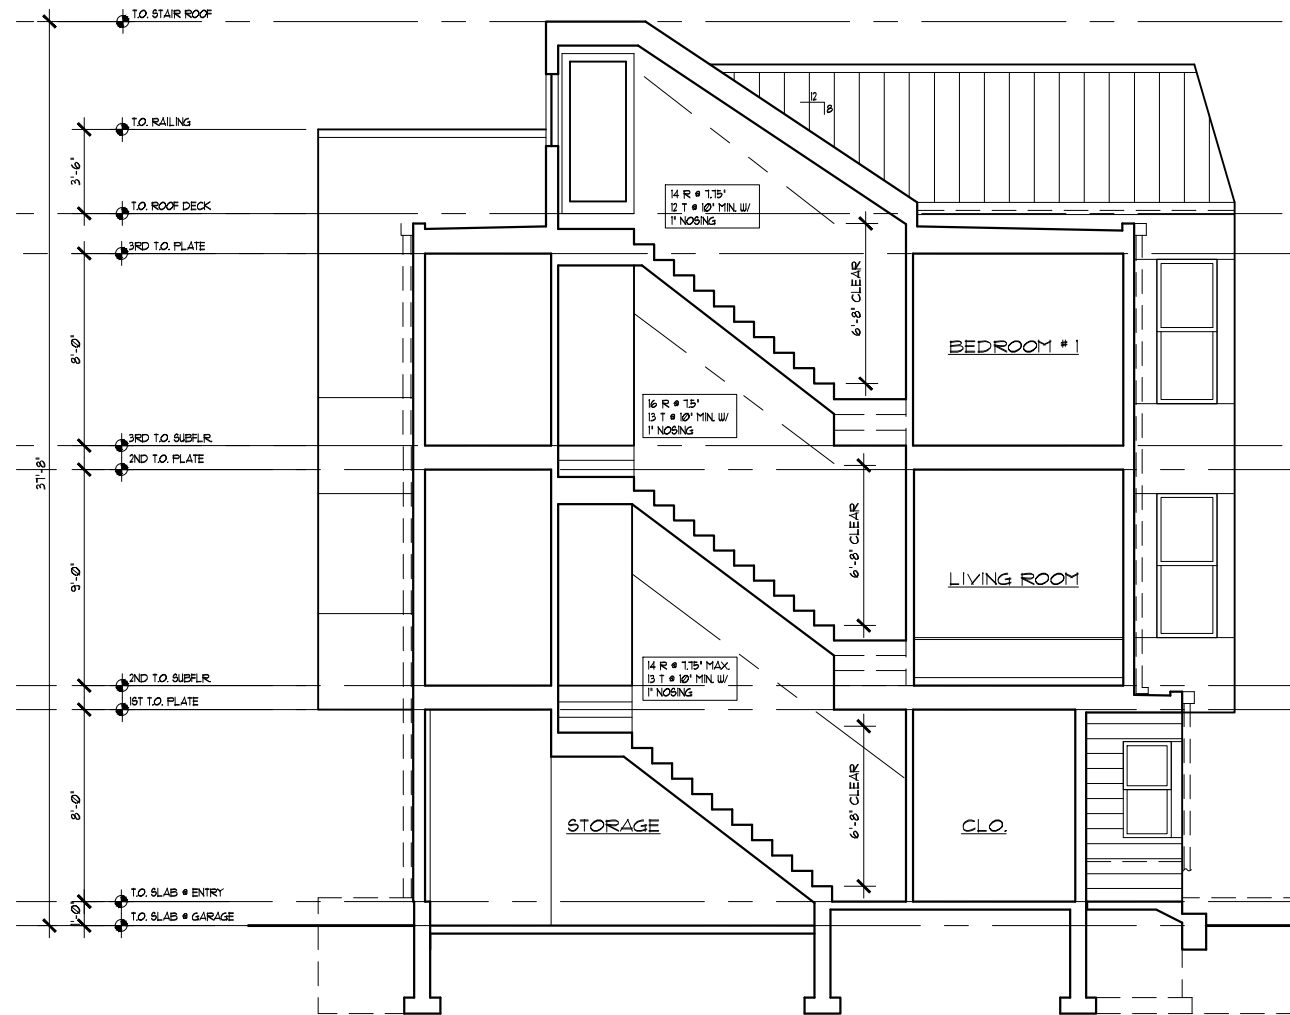 T.O. STAIR ROOF
12
8
T.O. RAILING
3'-6"
14 R @ 7.75"
12 T @ 10" MIN. W/
1" NOSING
T.O. ROOF DECK
3RD T.O. PLATE
6'-8" CLEAR
8'-0"
BEDROOM #1
16 R @ 7.5"
13 T @ 10" MIN. W/
1" NOSING
3RD T.O. SUBFLR.
2ND T.O. PLATE
37'-8"
6'-8" CLEAR
9'-0"
LIVING ROOM
14 R @ 7.75" MAX.
13 T @ 10" MIN. W/
1" NOSING
2ND T.O. SUBFLR.
1ST T.O. PLATE
6'-8" CLEAR
8'-0"
STORAGE
CLO.
T.O. SLAB @ ENTRY
1'-0"
T.O. SLAB @ GARAGE